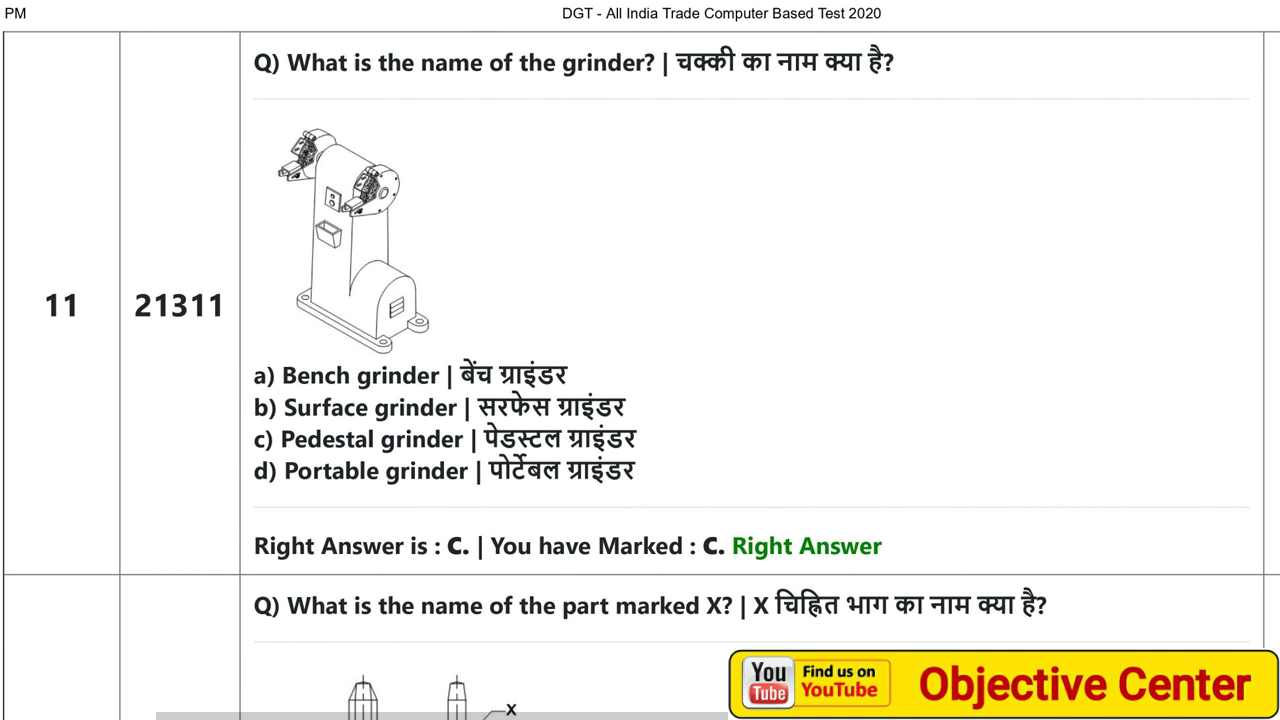 PM
DGT - All India Trade Computer Based Test 2020
11
21311
Q) What is the name of the grinder? | चक्की का नाम क्या है?
a) Bench grinder | बेंच ग्राइंडर
b) Surface grinder | सरफेस ग्राइंडर
c) Pedestal grinder | पेडस्टल ग्राइंडर
d) Portable grinder | पोर्टेबल ग्राइंडर
Right Answer is : C. | You have Marked : C. Right Answer
Q) What is the name of the part marked X? | X चिह्नित भाग का नाम क्या है?
X
You Tube
Find us on
YouTube
Objective Center